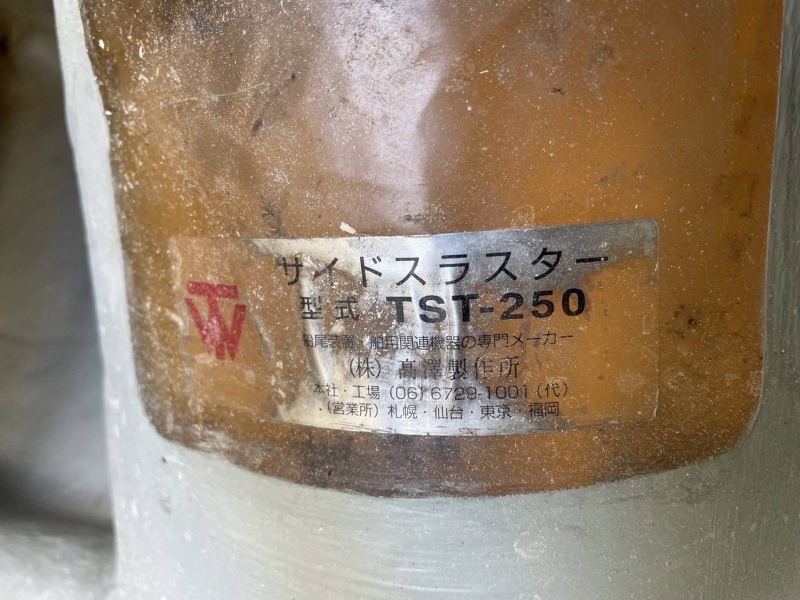 サイドスラスター
型式 TST-250
船尾装置・舶用関連機器の専門メーカー
(株) 髙澤製作所
本社・工場 (06) 6729-1001 (代)
(営業所) 札幌・仙台・東京・福岡